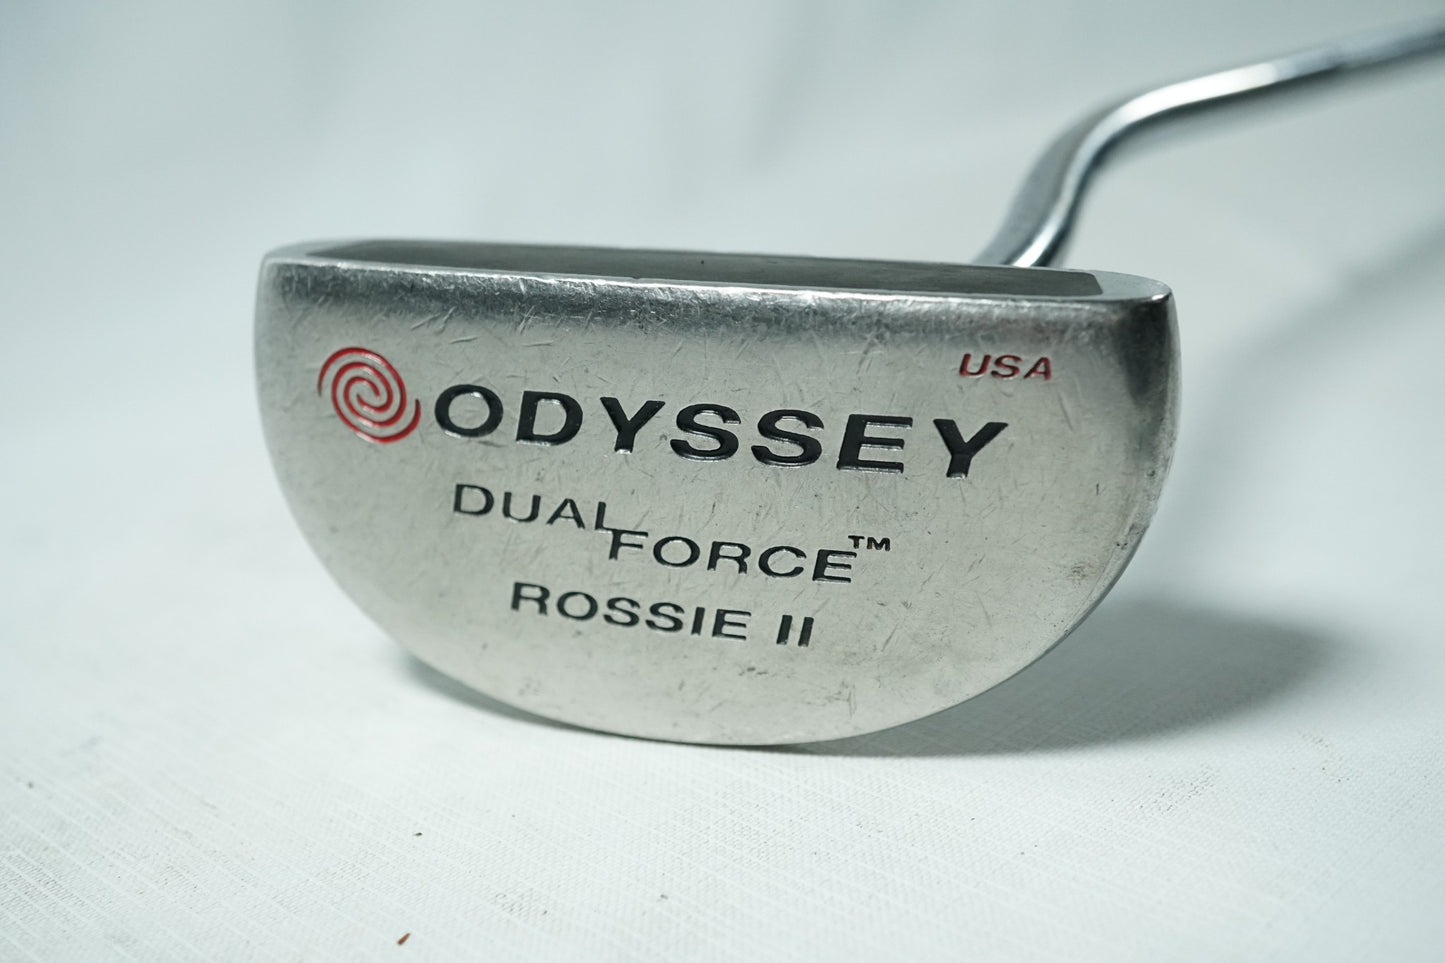 USA
ODYSSEY
DUAL
FORCE™
ROSSIE II